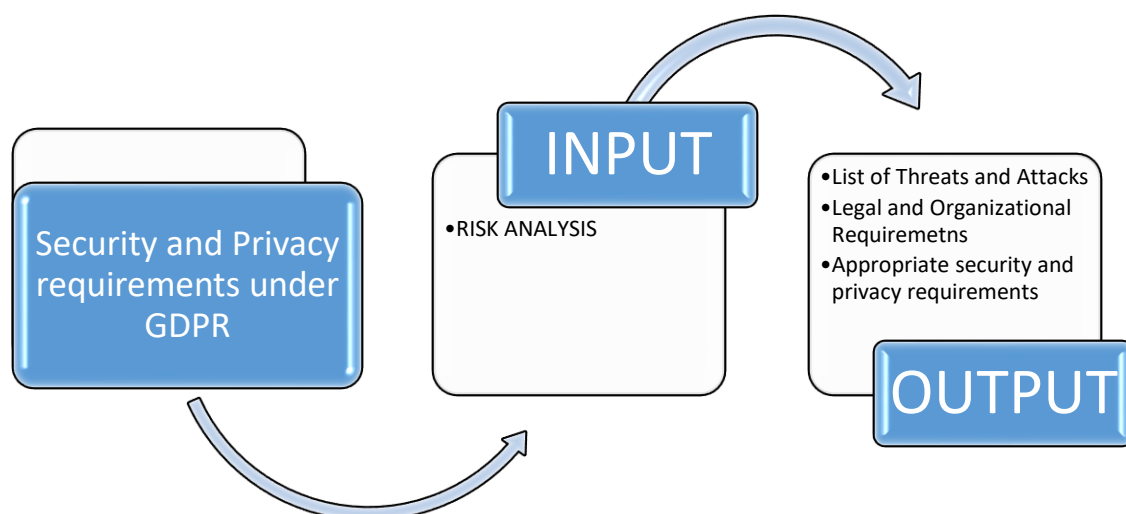 Security and Privacy
requirements under
GDPR
INPUT
•RISK ANALYSIS
•List of Threats and Attacks
•Legal and Organizational
Requiremetns
•Appropriate security and
privacy requirements
OUTPUT